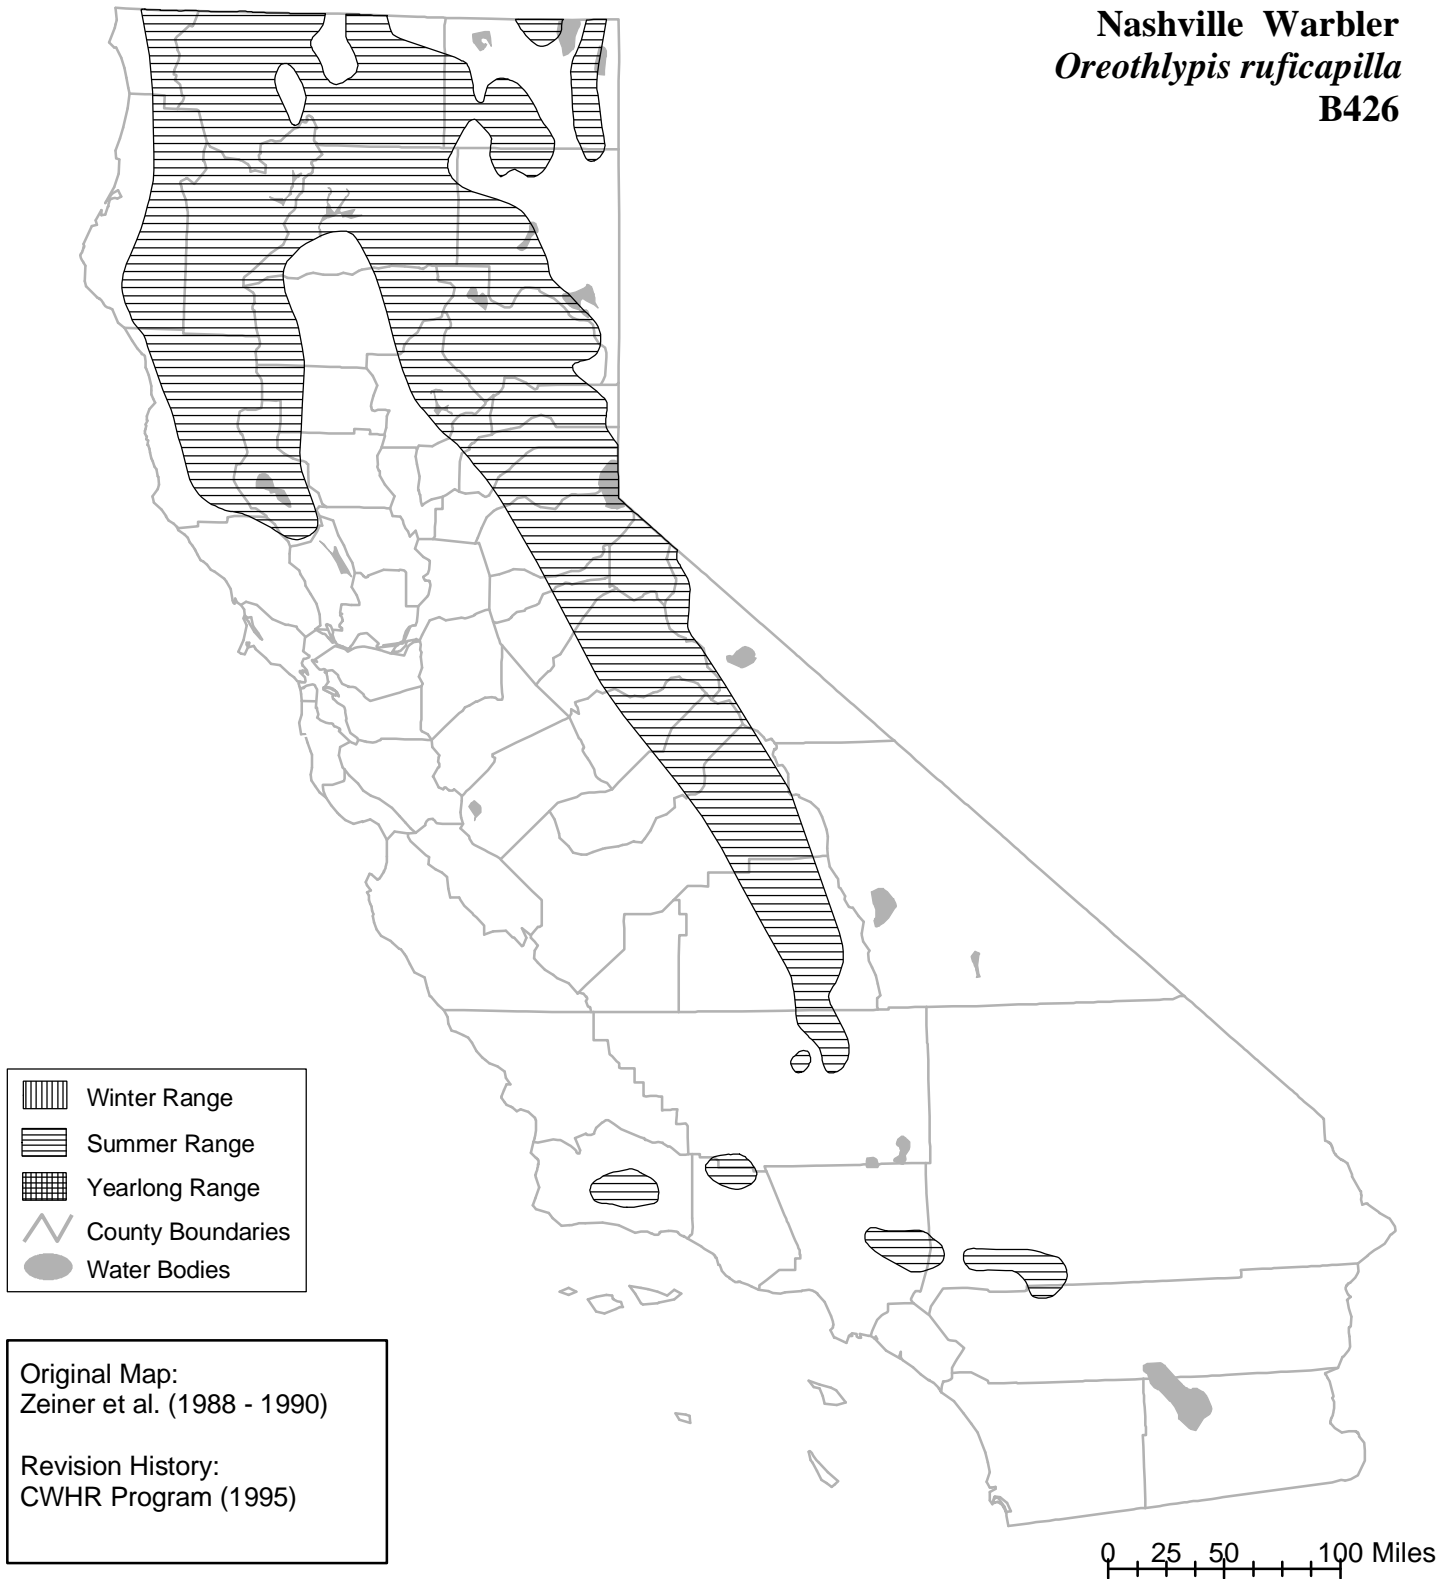 Nashville Warbler
Oreothlypis ruficapilla
B426
Winter Range
Summer Range
Yearlong Range
County Boundaries
Water Bodies
Original Map:
Zeiner et al. (1988 - 1990)
Revision History:
CWHR Program (1995)
0 25 50 100 Miles